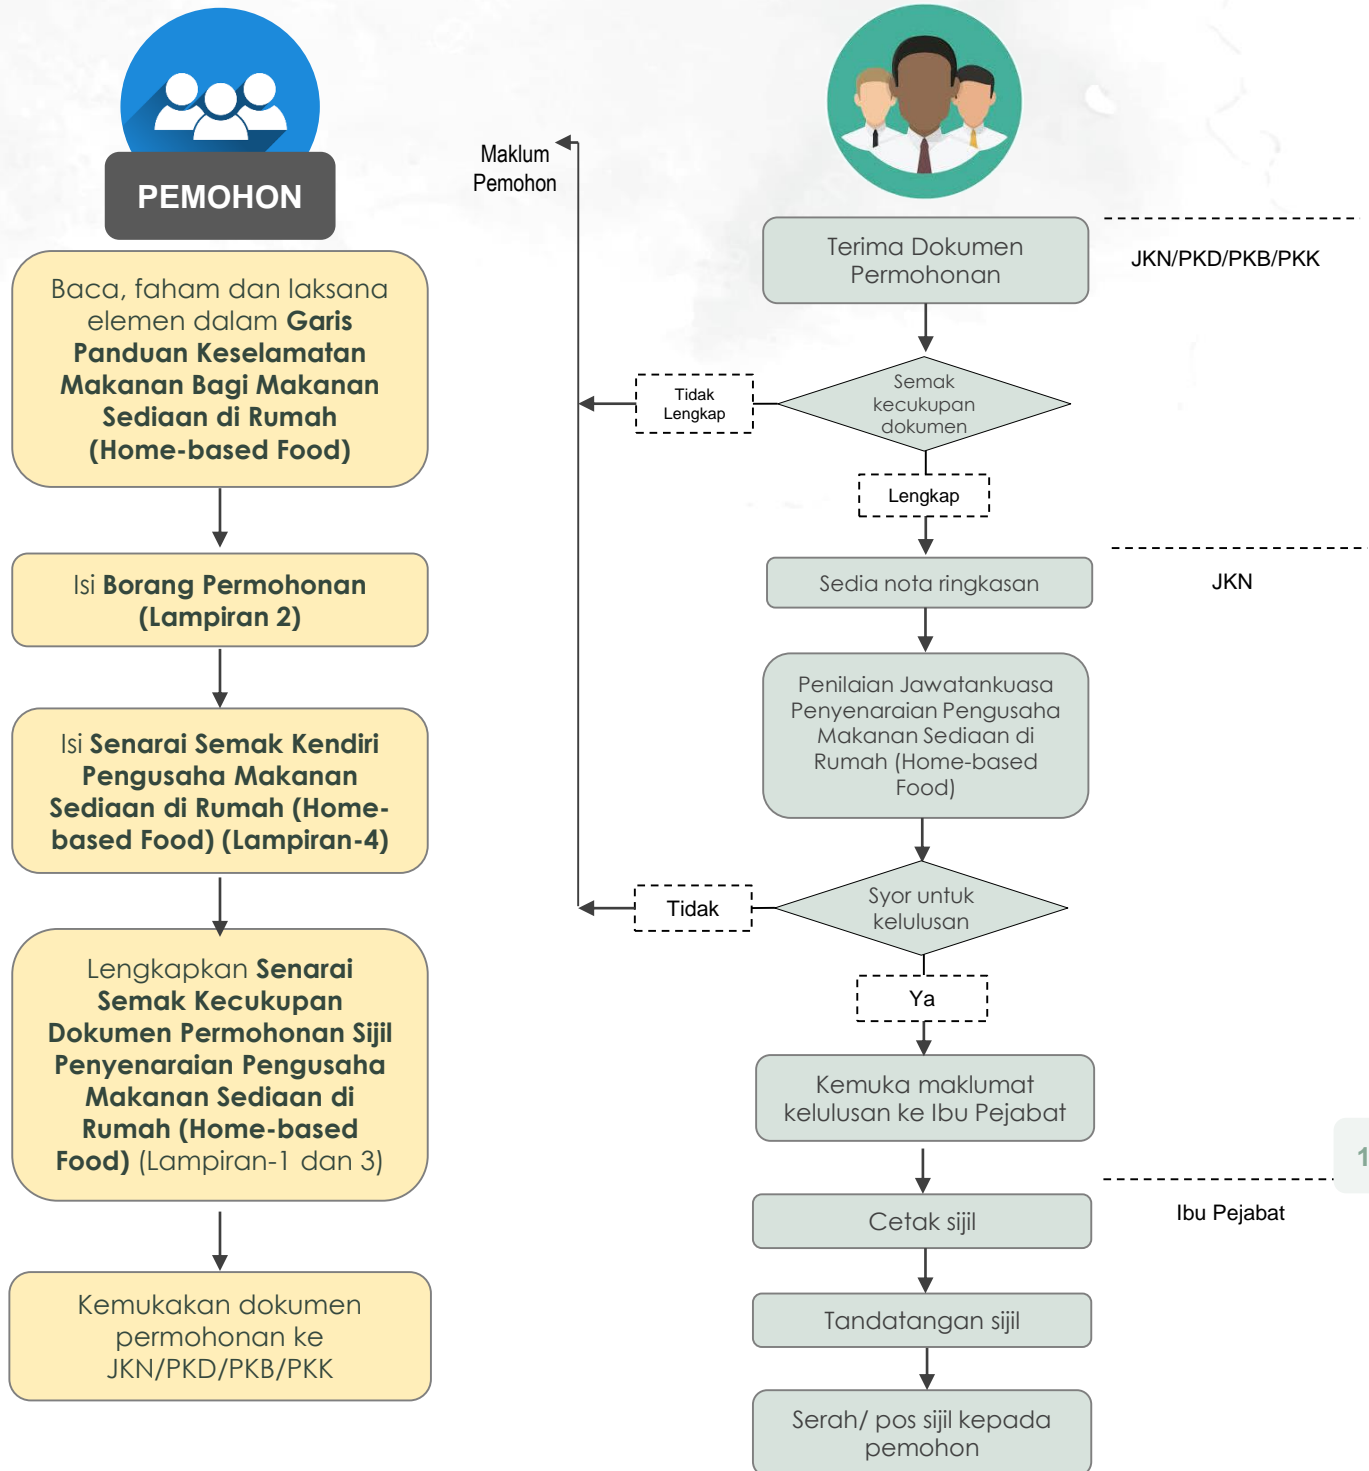 PEMOHON
Baca, faham dan laksana
elemen dalam Garis
Panduan Keselamatan
Makanan Bagi Makanan
Sediaan di Rumah
(Home-based Food)
Isi Borang Permohonan
(Lampiran 2)
Isi Senarai Semak Kendiri
Pengusaha Makanan
Sediaan di Rumah (Home-
based Food) (Lampiran-4)
Lengkapkan Senarai
Semak Kecukupan
Dokumen Permohonan Sijil
Penyenaraian Pengusaha
Makanan Sediaan di
Rumah (Home-based
Food) (Lampiran-1 dan 3)
Kemukakan dokumen
permohonan ke
JKN/PKD/PKB/PKK
Maklum
Pemohon
Terima Dokumen
Permohonan
JKN/PKD/PKB/PKK
Semak
kecukupan
dokumen
Tidak
Lengkap
Lengkap
Sedia nota ringkasan
JKN
Penilaian Jawatankuasa
Penyenaraian Pengusaha
Makanan Sediaan di
Rumah (Home-based
Food)
Syor untuk
kelulusan
Tidak
Ya
Kemuka maklumat
kelulusan ke Ibu Pejabat
1
Cetak sijil
Ibu Pejabat
Tandatangan sijil
Serah/ pos sijil kepada
pemohon